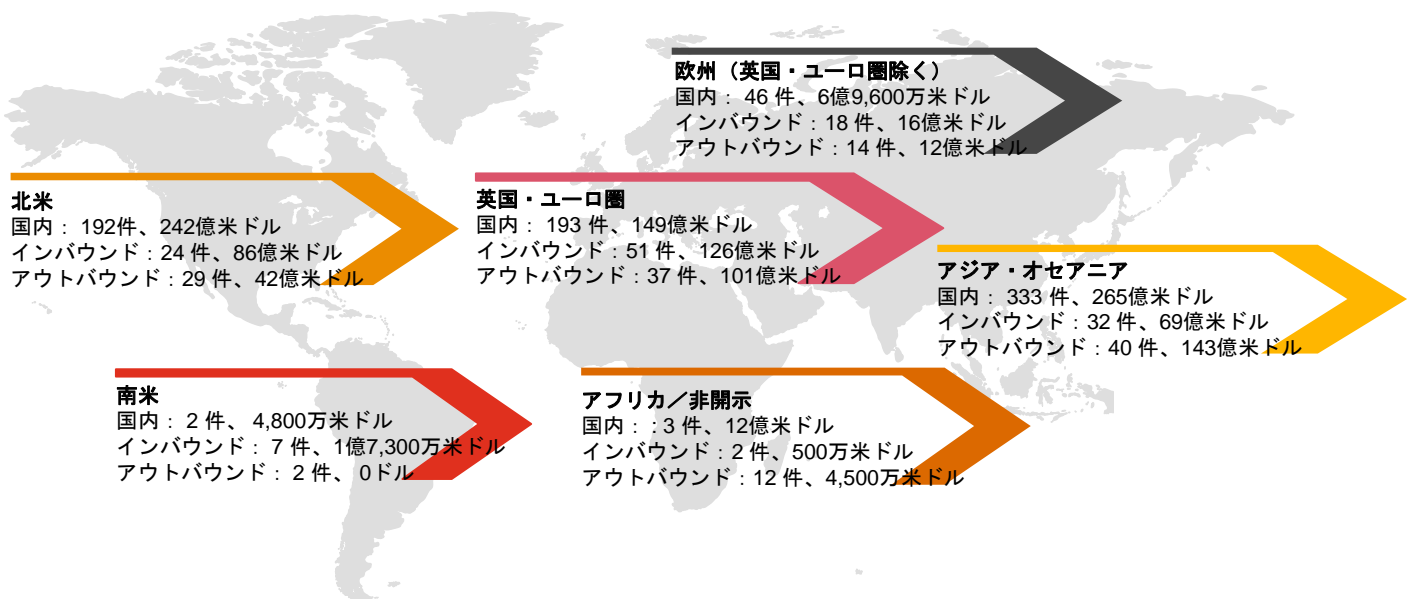 欧州（英国・ユーロ圏除く）
国内： 46 件、6億9,600万米ドル
インバウンド：18 件、16億米ドル
アウトバウンド：14 件、12億米ドル
北米
国内： 192件、242億米ドル
インバウンド：24 件、86億米ドル
アウトバウンド：29 件、42億米ドル
英国・ユーロ圏
国内： 193 件、149億米ドル
インバウンド：51 件、126億米ドル
アウトバウンド：37 件、101億米ドル
アジア・オセアニア
国内： 333 件、265億米ドル
インバウンド：32 件、69億米ドル
アウトバウンド：40 件、143億米ドル
南米
国内： 2 件、 4,800万米ドル
インバウンド： 7 件、1億7,300万米ドル
アウトバウンド： 2 件、 0ドル
アフリカ／非開示
国内： : 3 件、12億米ドル
インバウンド：2 件、500万米ドル
アウトバウンド：12 件、4,500万米ドル